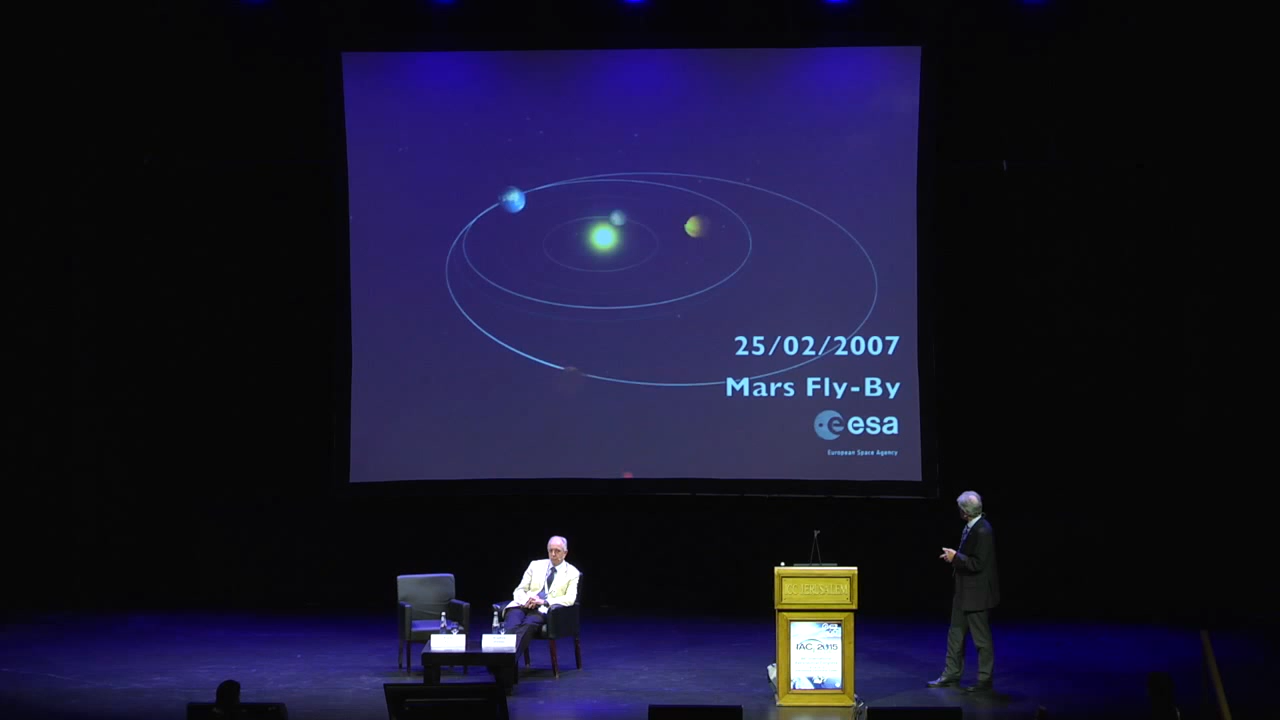 25/02/2007
Mars Fly-By
esa
European Space Agency
ICC JERUSALEM
IAC, 2015